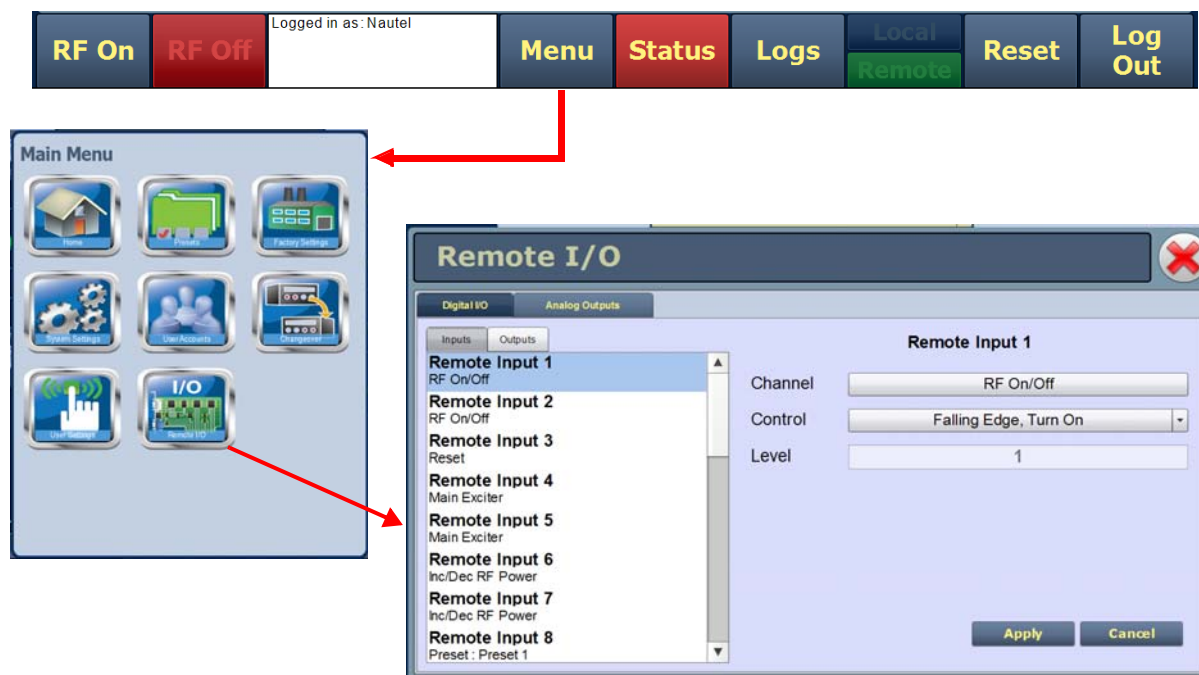 Logged in as: Nautel
RF On
RF Off
Menu
Status
Logs
Local
Remote
Reset
Log
Out
Main Menu
Home
Presets
Factory Settings
System Settings
User Accounts
Changeover
User Settings
I/O
Remote I/O
Remote I/O
Digital I/O
Analog Outputs
Inputs
Outputs
Remote Input 1
RF On/Off
Remote Input 2
RF On/Off
Remote Input 3
Reset
Remote Input 4
Main Exciter
Remote Input 5
Main Exciter
Remote Input 6
Inc/Dec RF Power
Remote Input 7
Inc/Dec RF Power
Remote Input 8
Preset : Preset 1
Remote Input 1
Channel
RF On/Off
Control
Falling Edge, Turn On
Level
1
Apply
Cancel